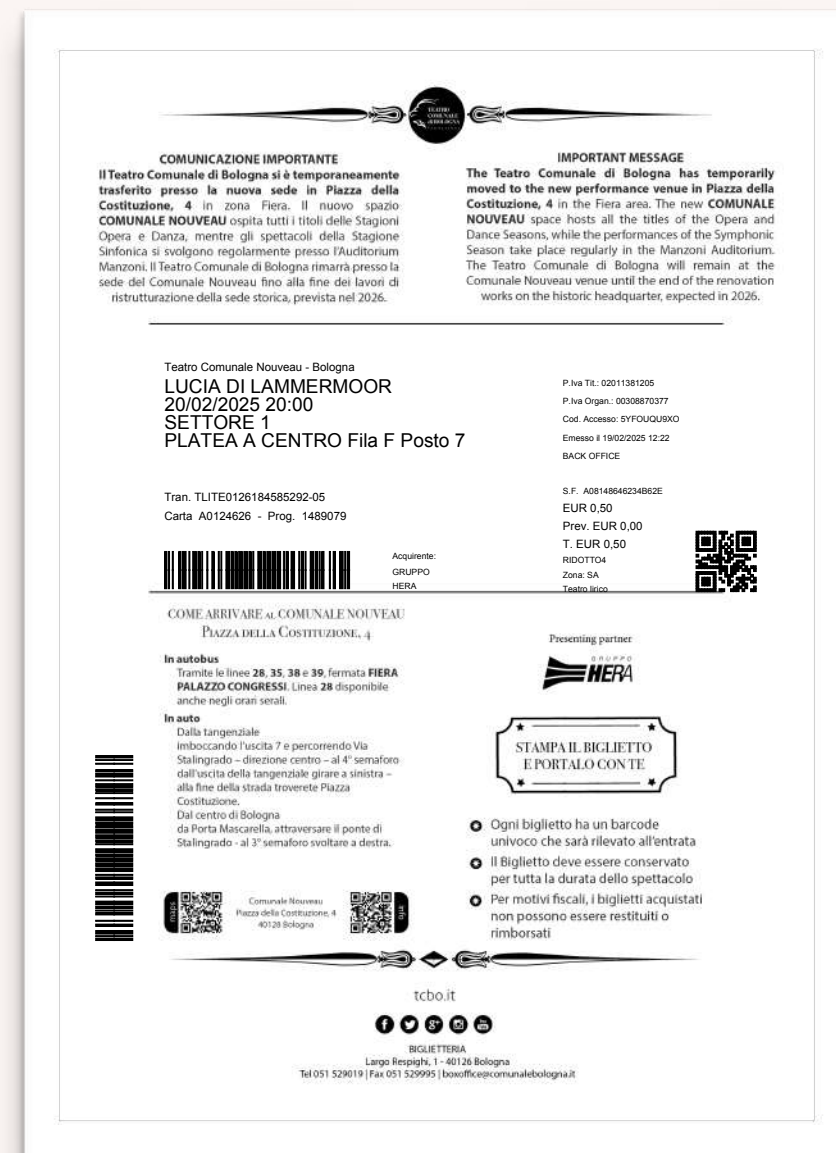 TEATRO
COMUNALE
di BOLOGNA
COMUNICAZIONE IMPORTANTE
Il Teatro Comunale di Bologna si è temporaneamente
trasferito presso la nuova sede in Piazza della
Costituzione, 4 in zona Fiera. Il nuovo spazio
COMUNALE NOUVEAU ospita tutti i titoli delle Stagioni
Opera e Danza, mentre gli spettacoli della Stagione
Sinfonica si svolgono regolarmente presso l'Auditorium
Manzoni. Il Teatro Comunale di Bologna rimarrà presso la
sede del Comunale Nouveau fino alla fine dei lavori di
ristrutturazione della sede storica, prevista nel 2026.
IMPORTANT MESSAGE
The Teatro Comunale di Bologna has temporarily
moved to the new performance venue in Piazza della
Costituzione, 4 in the Fiera area. The new COMUNALE
NOUVEAU space hosts all the titles of the Opera and
Dance Seasons, while the performances of the Symphonic
Season take place regularly in the Manzoni Auditorium.
The Teatro Comunale di Bologna will remain at the
Comunale Nouveau venue until the end of the renovation
works on the historic headquarter, expected in 2026.
Teatro Comunale Nouveau - Bologna
LUCIA DI LAMMERMOOR
20/02/2025 20:00
SETTORE 1
PLATEA A CENTRO Fila F Posto 7
Tran. TLITE0126184585292-05
Carta A0124626 - Prog. 1489079
Acquirente:
GRUPPO
HERA
P.Iva Tit.: 02011381205
P.Iva Organ.: 00308870377
Cod. Accesso: 5YFOUQU9XO
Emesso il 19/02/2025 12:22
BACK OFFICE
S.F. A08148646234B62E
EUR 0,50
Prev. EUR 0,00
T. EUR 0,50
RIDOTTO4
Zona: SA
Teatro lirico
COME ARRIVARE AL COMUNALE NOUVEAU
PIAZZA DELLA COSTITUZIONE, 4
In autobus
Tramite le linee 28, 35, 38 e 39, fermata FIERA
PALAZZO CONGRESSI. Linea 28 disponibile
anche negli orari serali.
In auto
Dalla tangenziale
imboccando l'uscita 7 e percorrendo Via
Stalingrado – direzione centro – al 4° semaforo
dall'uscita della tangenziale girare a sinistra –
alla fine della strada troverete Piazza
Costituzione.
Dal centro di Bologna
da Porta Mascarella, attraversare il ponte di
Stalingrado - al 3° semaforo svoltare a destra.
maps
Comunale Nouveau
Piazza della Costituzione, 4
40128 Bologna
info
Presenting partner
GRUPPO
HERA
STAMPA IL BIGLIETTO
E PORTALO CON TE
Ogni biglietto ha un barcode
univoco che sarà rilevato all'entrata
Il Biglietto deve essere conservato
per tutta la durata dello spettacolo
Per motivi fiscali, i biglietti acquistati
non possono essere restituiti o
rimborsati
tcbo.it
BIGLIETTERIA
Largo Respighi, 1 - 40126 Bologna
Tel 051 529019 | Fax 051 529995 | boxoffice@comunalebologna.it